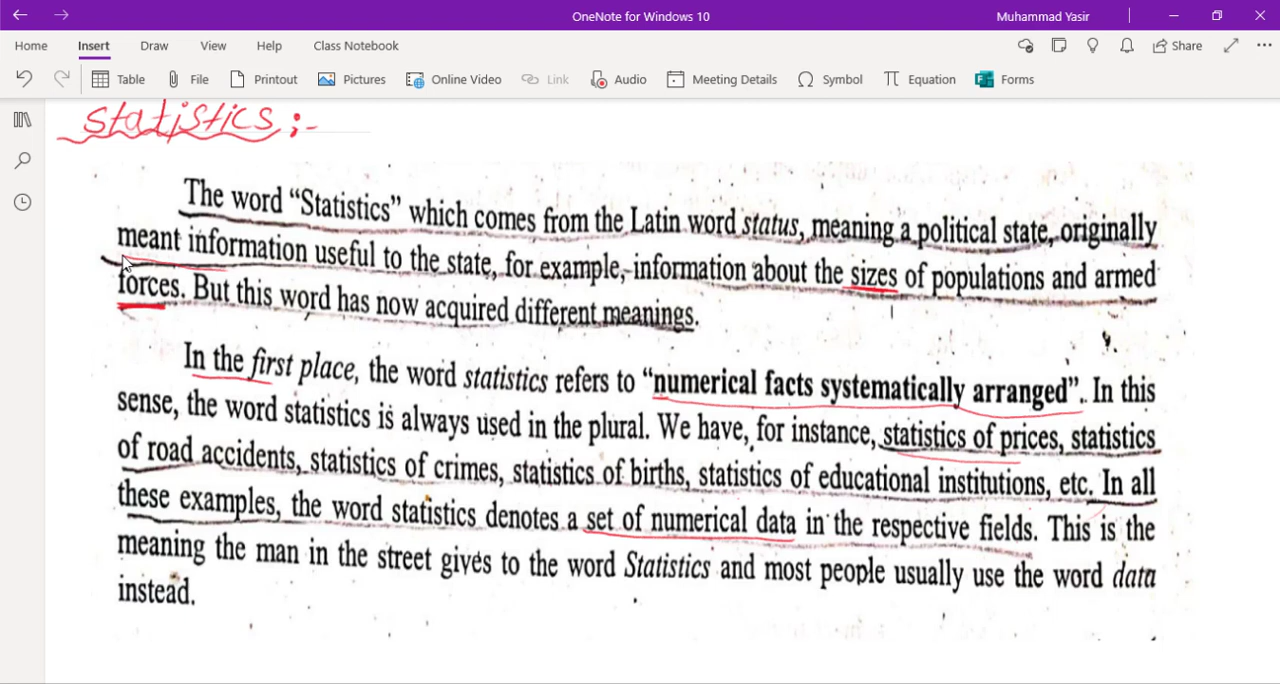 OneNote for Windows 10
Muhammad Yasir
Home Insert Draw View Help Class Notebook
Share
Table File Printout Pictures Online Video Link Audio Meeting Details Symbol Equation Forms
Statistics :-
The word “Statistics” which comes from the Latin word status, meaning a political state, originally
meant information useful to the state, for example, information about the sizes of populations and armed
forces. But this word has now acquired different meanings.
In the first place, the word statistics refers to “numerical facts systematically arranged”. In this
sense, the word statistics is always used in the plural. We have, for instance, statistics of prices, statistics
of road accidents, statistics of crimes, statistics of births, statistics of educational institutions, etc. In all
these examples, the word statistics denotes a set of numerical data in the respective fields. This is the
meaning the man in the street gives to the word Statistics and most people usually use the word data
instead.